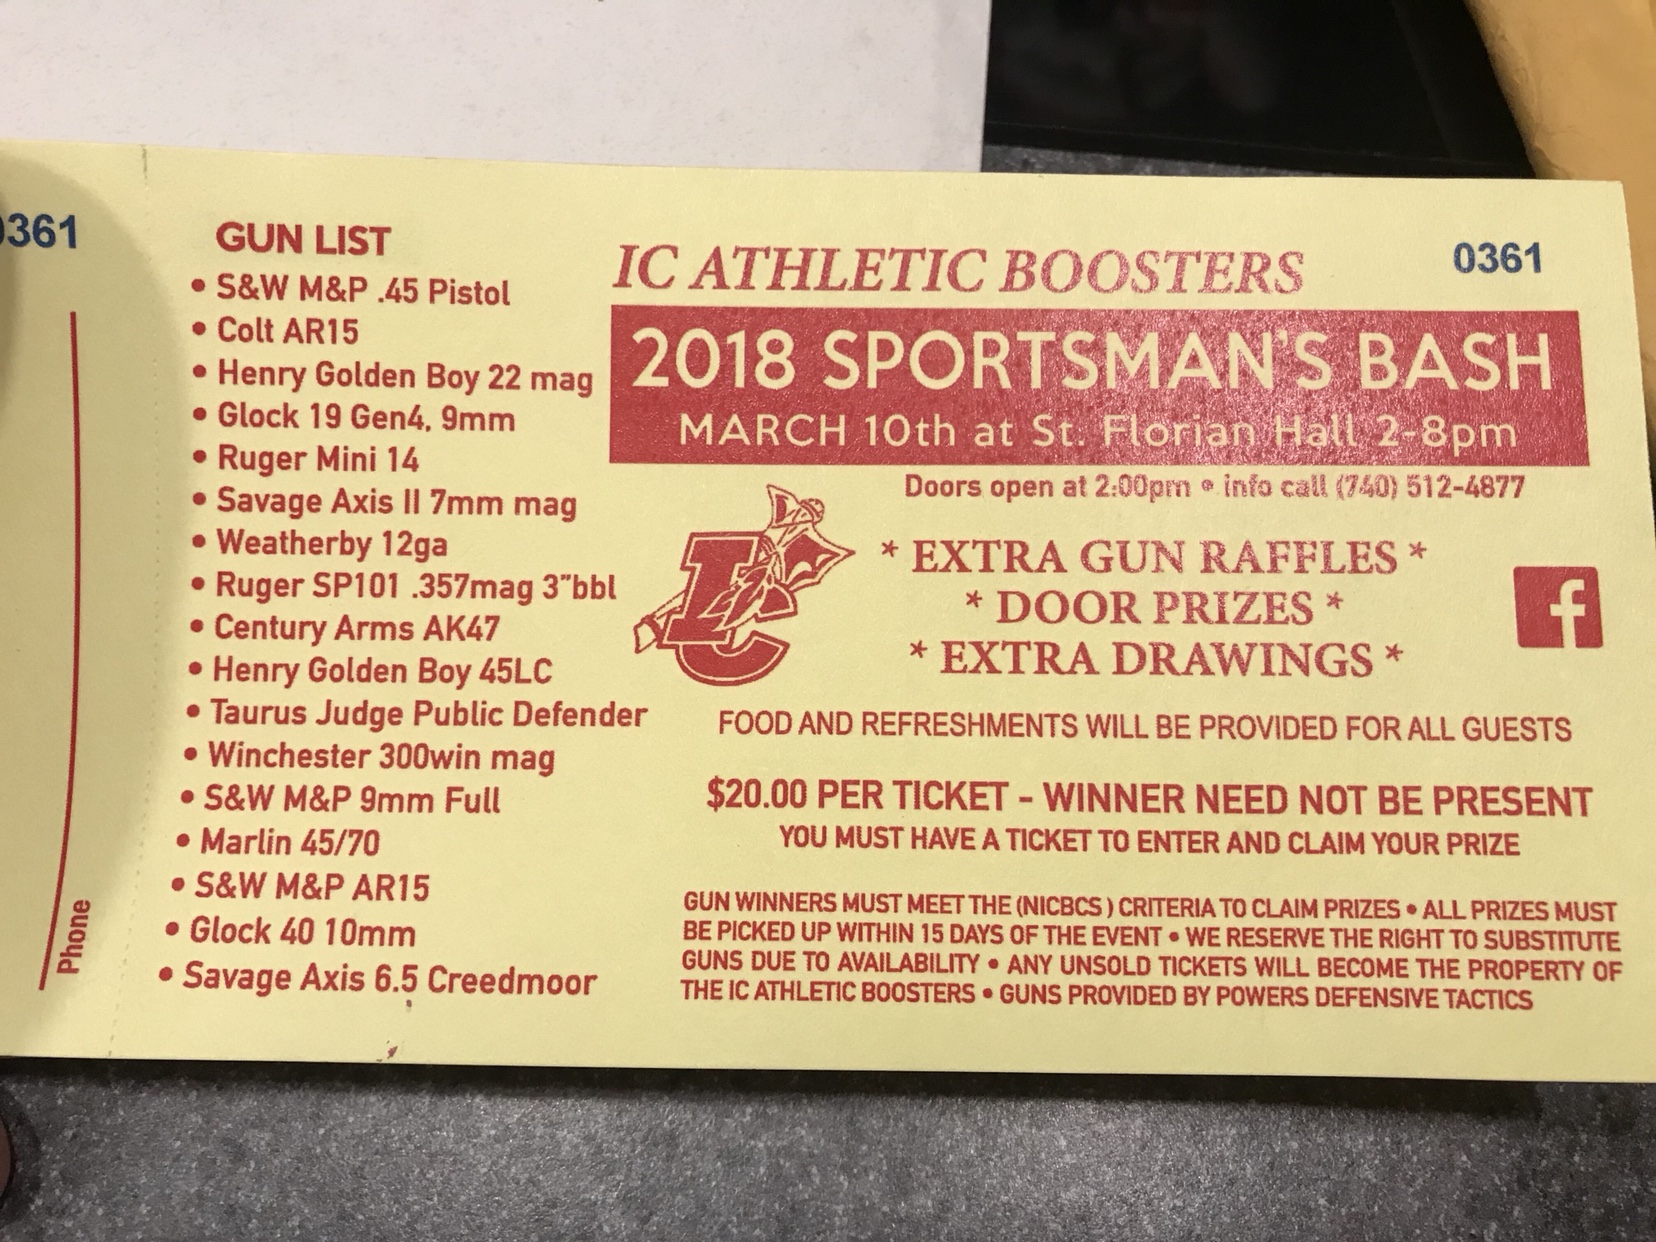 0361
Phone
GUN LIST
• S&W M&P .45 Pistol
• Colt AR15
• Henry Golden Boy 22 mag
• Glock 19 Gen4, 9mm
• Ruger Mini 14
• Savage Axis II 7mm mag
• Weatherby 12ga
• Ruger SP101 .357mag 3"bbl
• Century Arms AK47
• Henry Golden Boy 45LC
• Taurus Judge Public Defender
• Winchester 300win mag
• S&W M&P 9mm Full
• Marlin 45/70
• S&W M&P AR15
• Glock 40 10mm
• Savage Axis 6.5 Creedmoor
IC ATHLETIC BOOSTERS
0361
2018 SPORTSMAN'S BASH
MARCH 10th at St. Florian Hall 2-8pm
Doors open at 2:00pm • info call (740) 512-4877
IC
* EXTRA GUN RAFFLES *
* DOOR PRIZES *
* EXTRA DRAWINGS *
f
FOOD AND REFRESHMENTS WILL BE PROVIDED FOR ALL GUESTS
$20.00 PER TICKET - WINNER NEED NOT BE PRESENT
YOU MUST HAVE A TICKET TO ENTER AND CLAIM YOUR PRIZE
GUN WINNERS MUST MEET THE (NICBCS ) CRITERIA TO CLAIM PRIZES • ALL PRIZES MUST
BE PICKED UP WITHIN 15 DAYS OF THE EVENT • WE RESERVE THE RIGHT TO SUBSTITUTE
GUNS DUE TO AVAILABILITY • ANY UNSOLD TICKETS WILL BECOME THE PROPERTY OF
THE IC ATHLETIC BOOSTERS • GUNS PROVIDED BY POWERS DEFENSIVE TACTICS